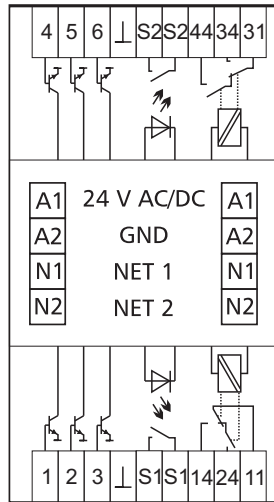 4 5 6 ⊥ S2 S2 44 34 31
A1 24 V AC/DC A1
A2 GND A2
N1 NET 1 N1
N2 NET 2 N2
1 2 3 ⊥ S1 S1 14 24 11